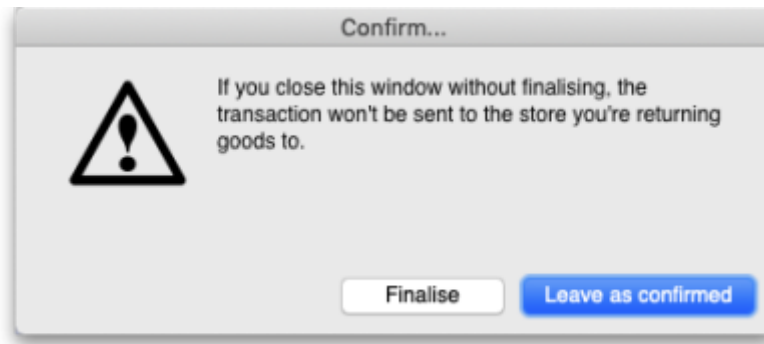 Confirm...
If you close this window without finalising, the
transaction won't be sent to the store you're returning
goods to.
Finalise
Leave as confirmed